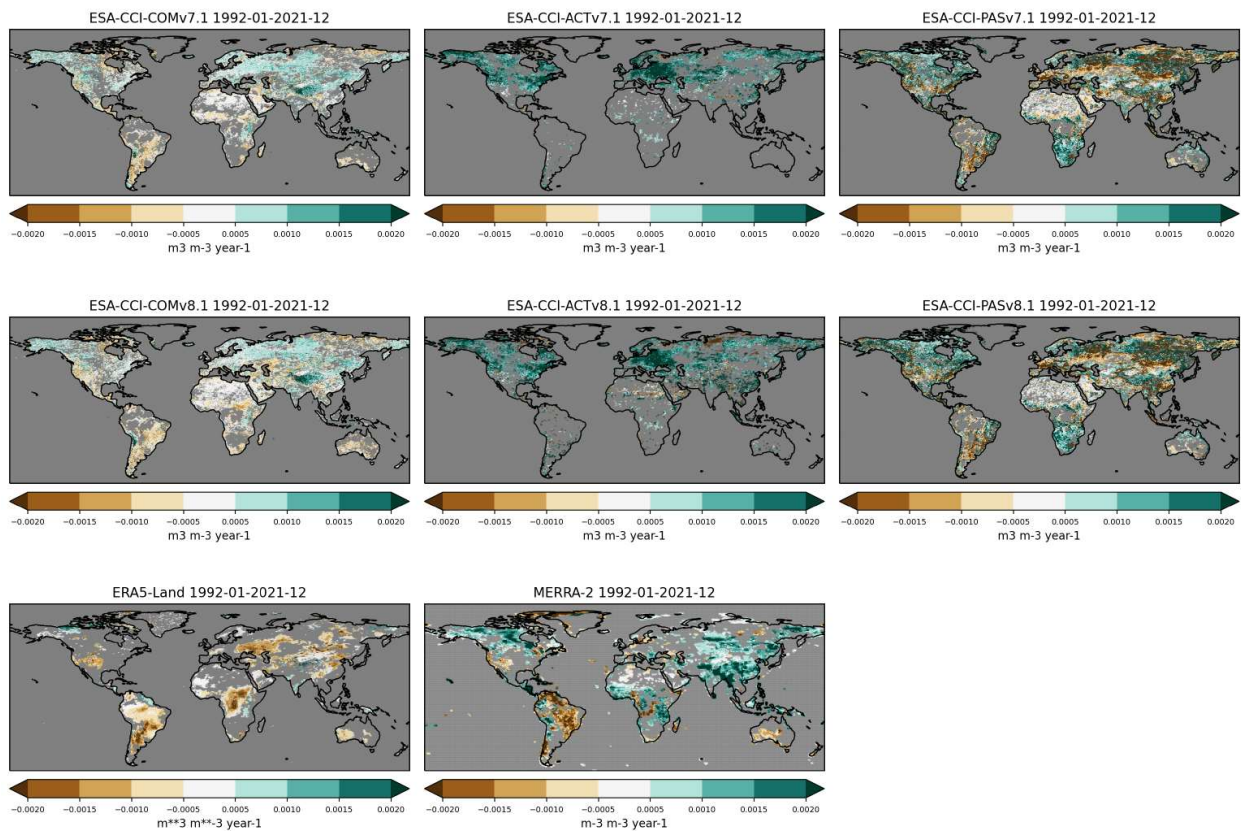 ESA-CCI-COMv7.1 1992-01-2021-12
−0.0020 −0.0015 −0.0010 −0.0005 0.0005 0.0010 0.0015 0.0020
m3 m-3 year-1
ESA-CCI-ACTv7.1 1992-01-2021-12
−0.0020 −0.0015 −0.0010 −0.0005 0.0005 0.0010 0.0015 0.0020
m3 m-3 year-1
ESA-CCI-PASv7.1 1992-01-2021-12
−0.0020 −0.0015 −0.0010 −0.0005 0.0005 0.0010 0.0015 0.0020
m3 m-3 year-1
ESA-CCI-COMv8.1 1992-01-2021-12
−0.0020 −0.0015 −0.0010 −0.0005 0.0005 0.0010 0.0015 0.0020
m3 m-3 year-1
ESA-CCI-ACTv8.1 1992-01-2021-12
−0.0020 −0.0015 −0.0010 −0.0005 0.0005 0.0010 0.0015 0.0020
m3 m-3 year-1
ESA-CCI-PASv8.1 1992-01-2021-12
−0.0020 −0.0015 −0.0010 −0.0005 0.0005 0.0010 0.0015 0.0020
m3 m-3 year-1
ERA5-Land 1992-01-2021-12
−0.0020 −0.0015 −0.0010 −0.0005 0.0005 0.0010 0.0015 0.0020
m**3 m**-3 year-1
MERRA-2 1992-01-2021-12
−0.0020 −0.0015 −0.0010 −0.0005 0.0005 0.0010 0.0015 0.0020
m-3 m-3 year-1